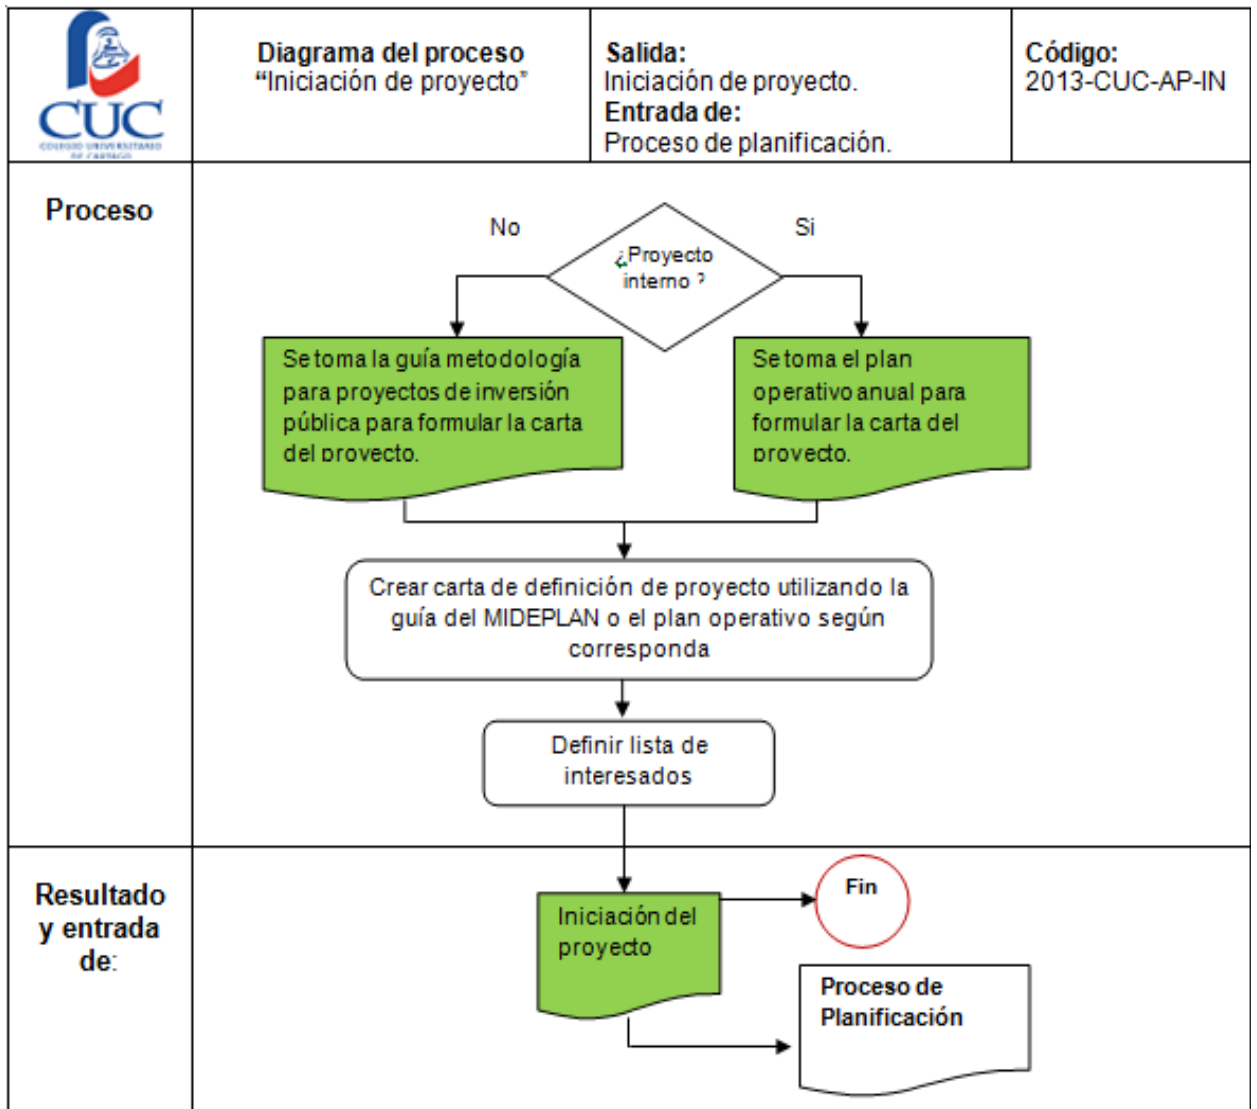 CUC
COLEGIO UNIVERSITARIO
DE CARTAGO
Diagrama del proceso
“Iniciación de proyecto”
Salida:
Iniciación de proyecto.
Entrada de:
Proceso de planificación.
Código:
2013-CUC-AP-IN
Proceso
No
¿Proyecto
interno ?
Si
Se toma la guía metodología
para proyectos de inversión
pública para formular la carta
del proyecto.
Se toma el plan
operativo anual para
formular la carta del
proyecto.
Crear carta de definición de proyecto utilizando la
guía del MIDEPLAN o el plan operativo según
corresponda
Definir lista de
interesados
Resultado
y entrada
de:
Iniciación del
proyecto
Fin
Proceso de
Planificación